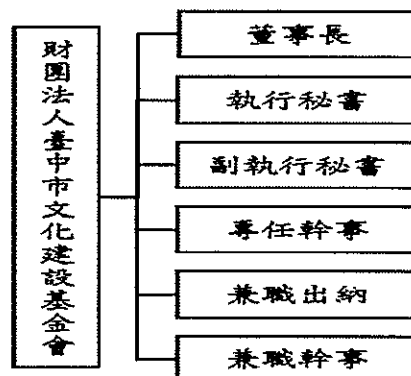 財團法人臺中市文化建設基金會
董事長
執行秘書
副執行秘書
專任幹事
兼職出納
兼職幹事